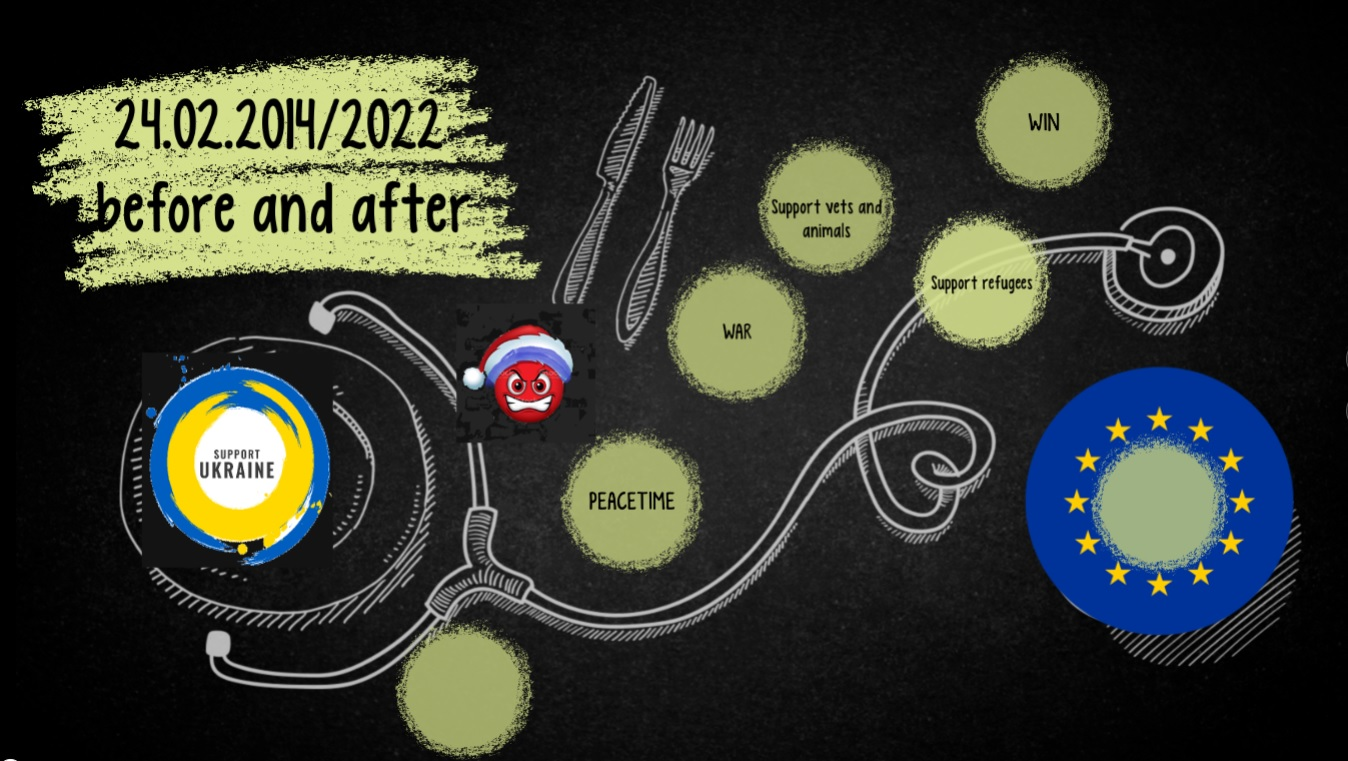 24.02.2014/2022
before and after
WIN
Support vets and
animals
Support refugees
WAR
SUPPORT
UKRAINE
PEACETIME